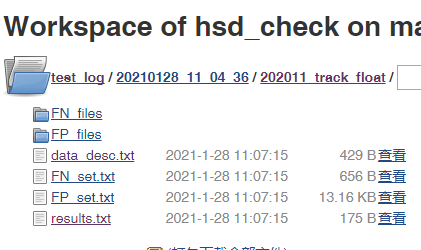 Workspace of hsd_check on ma
test_log / 20210128_11_04_36 / 202011_track_float /
FN_files
FP_files
data_desc.txt 2021-1-28 11:07:15 429 B 查看
FN_set.txt 2021-1-28 11:07:15 656 B 查看
FP_set.txt 2021-1-28 11:07:15 13.16 KB 查看
results.txt 2021-1-28 11:07:15 175 B 查看